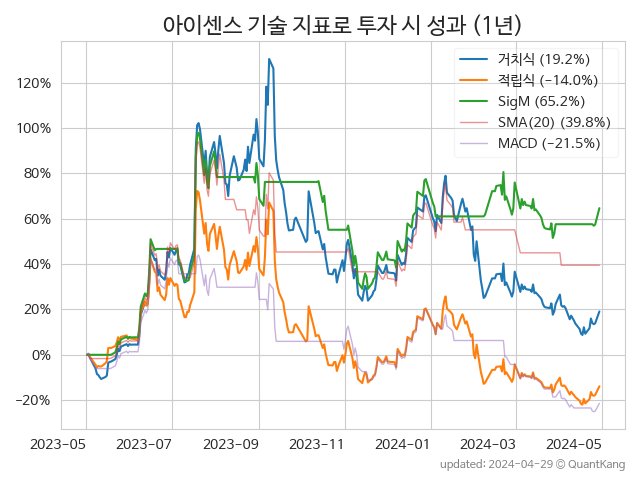 아이센스 기술 지표로 투자 시 성과 (1년)
거치식 (19.2%)
적립식 (−14.0%)
SigM (65.2%)
SMA(20) (39.8%)
MACD (−21.5%)
120%
100%
80%
60%
40%
20%
0%
−20%
2023-05 2023-07 2023-09 2023-11 2024-01 2024-03 2024-05
updated: 2024-04-29 © QuantKang